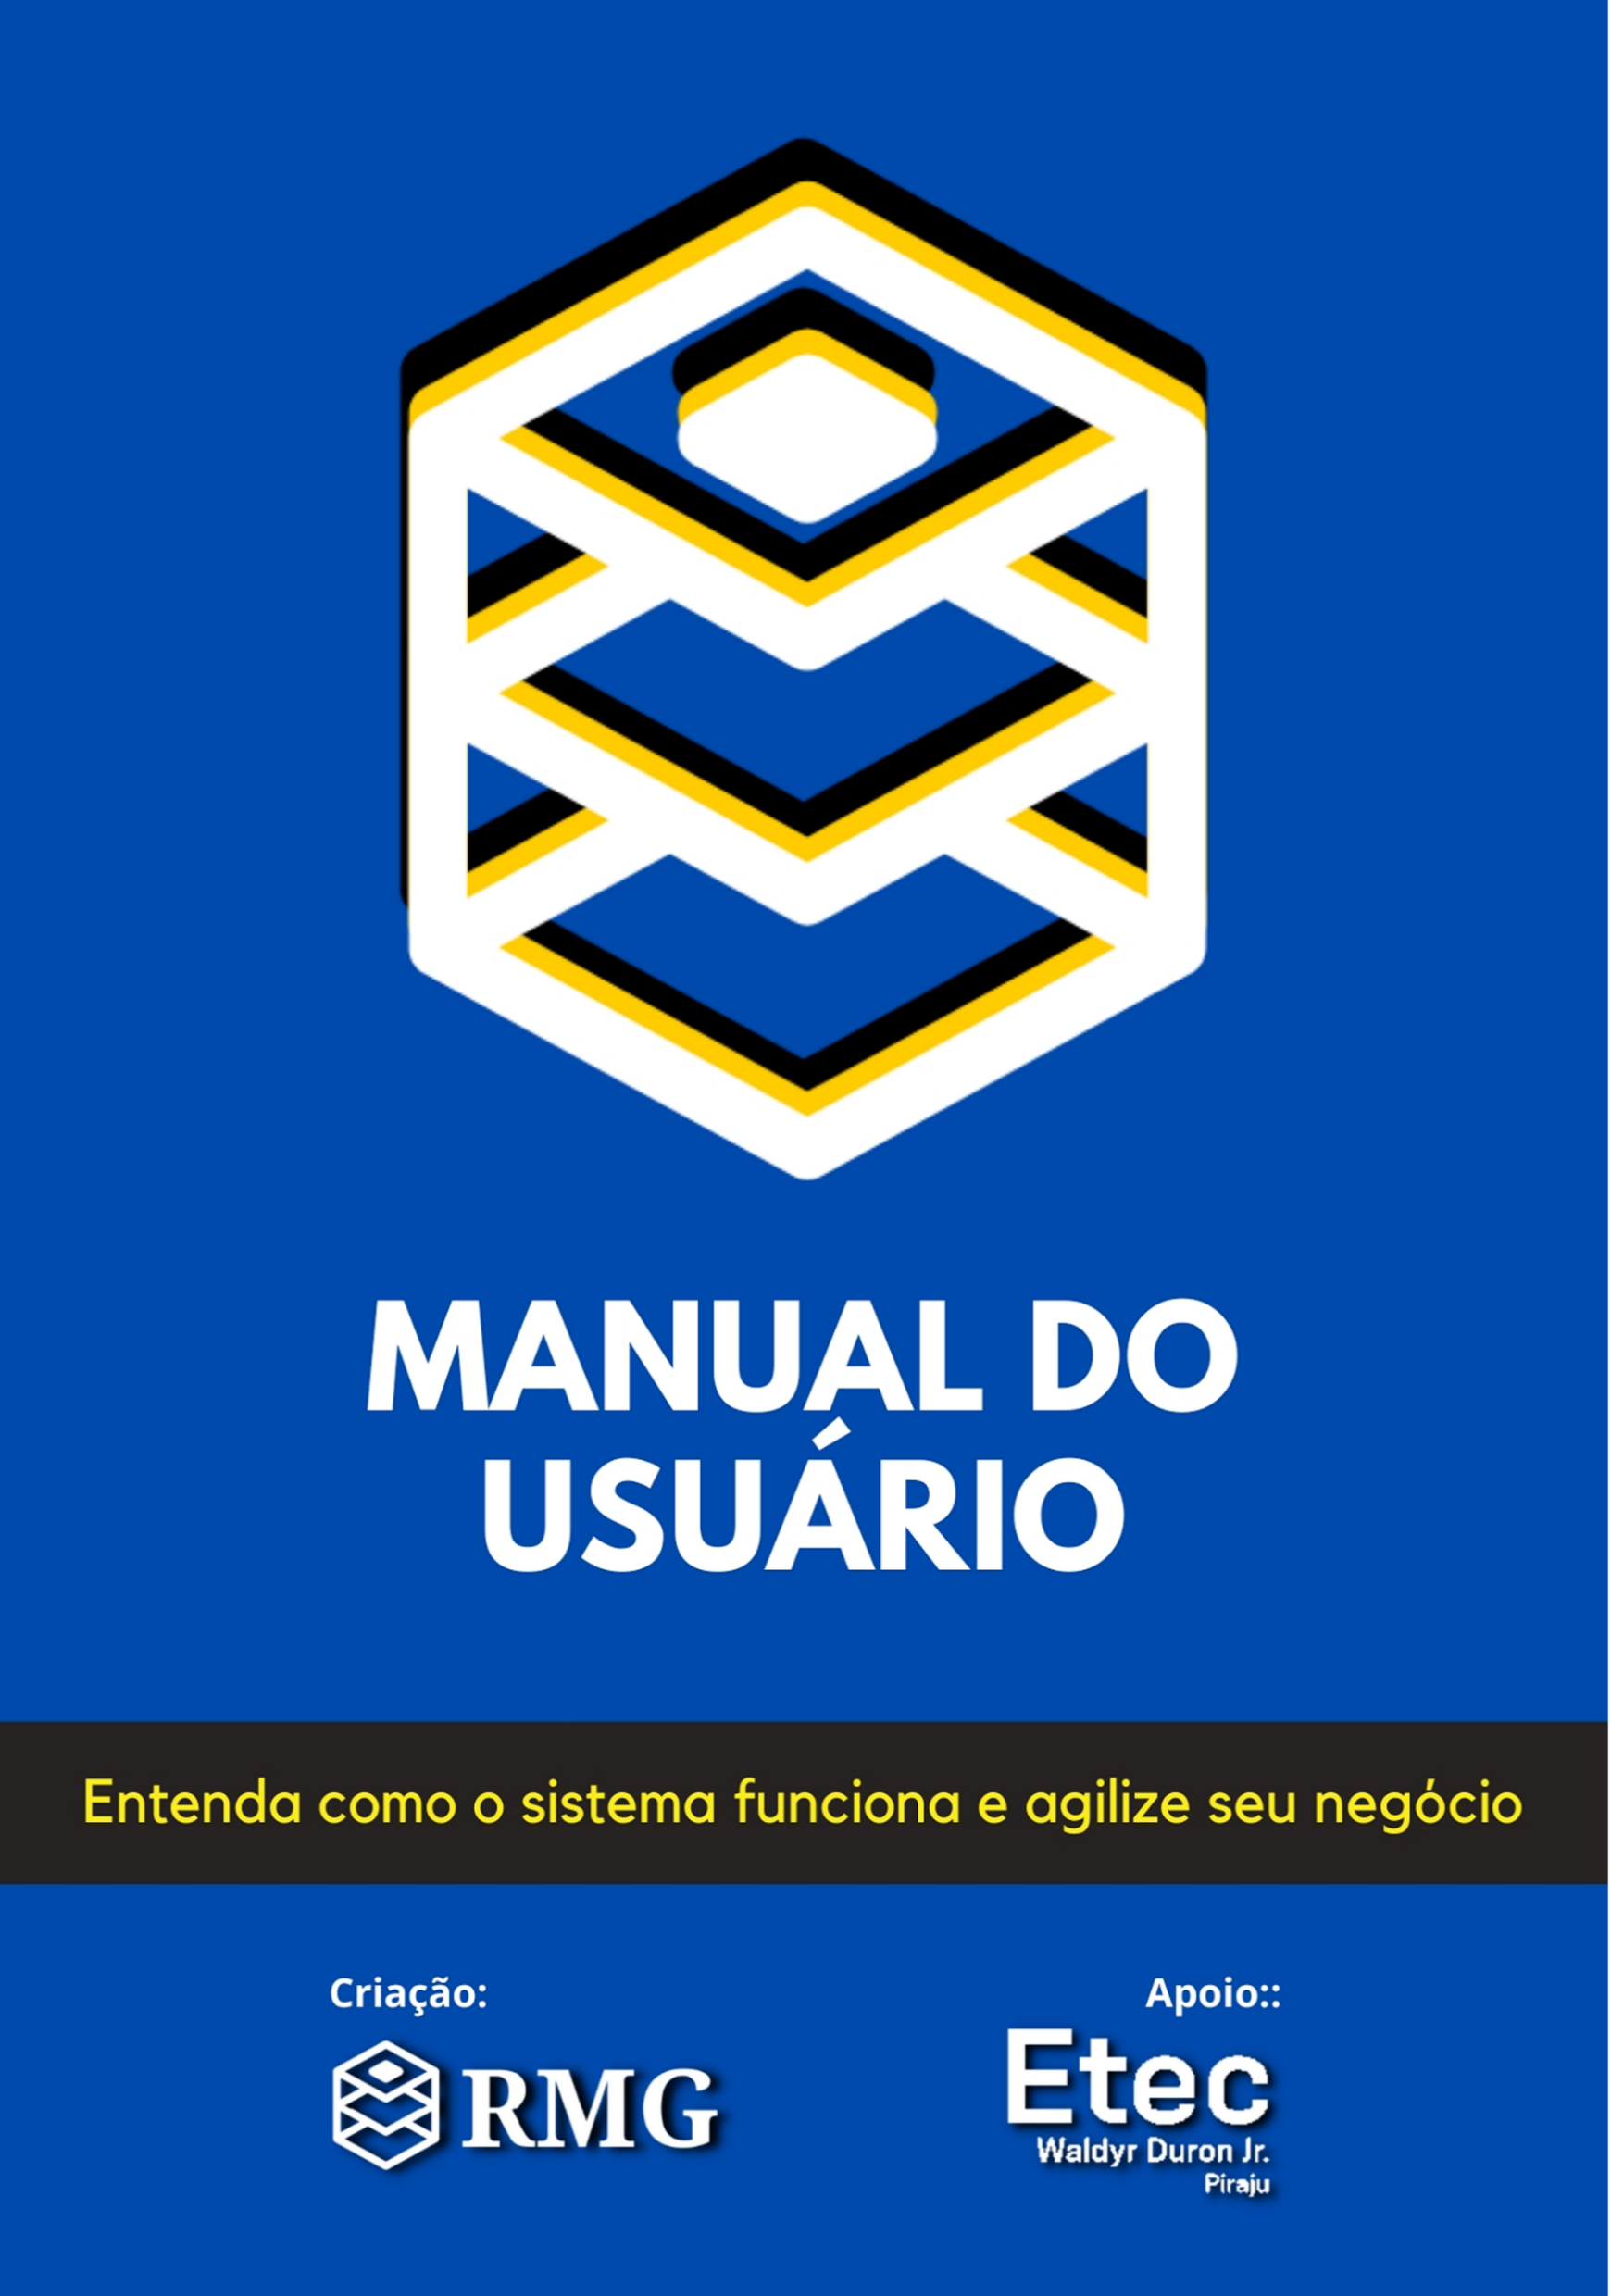 MANUAL DO
USUÁRIO
Entenda como o sistema funciona e agilize seu negócio
Criação:
RMG
Apoio::
Etec
Waldyr Duron Jr.
Piraju